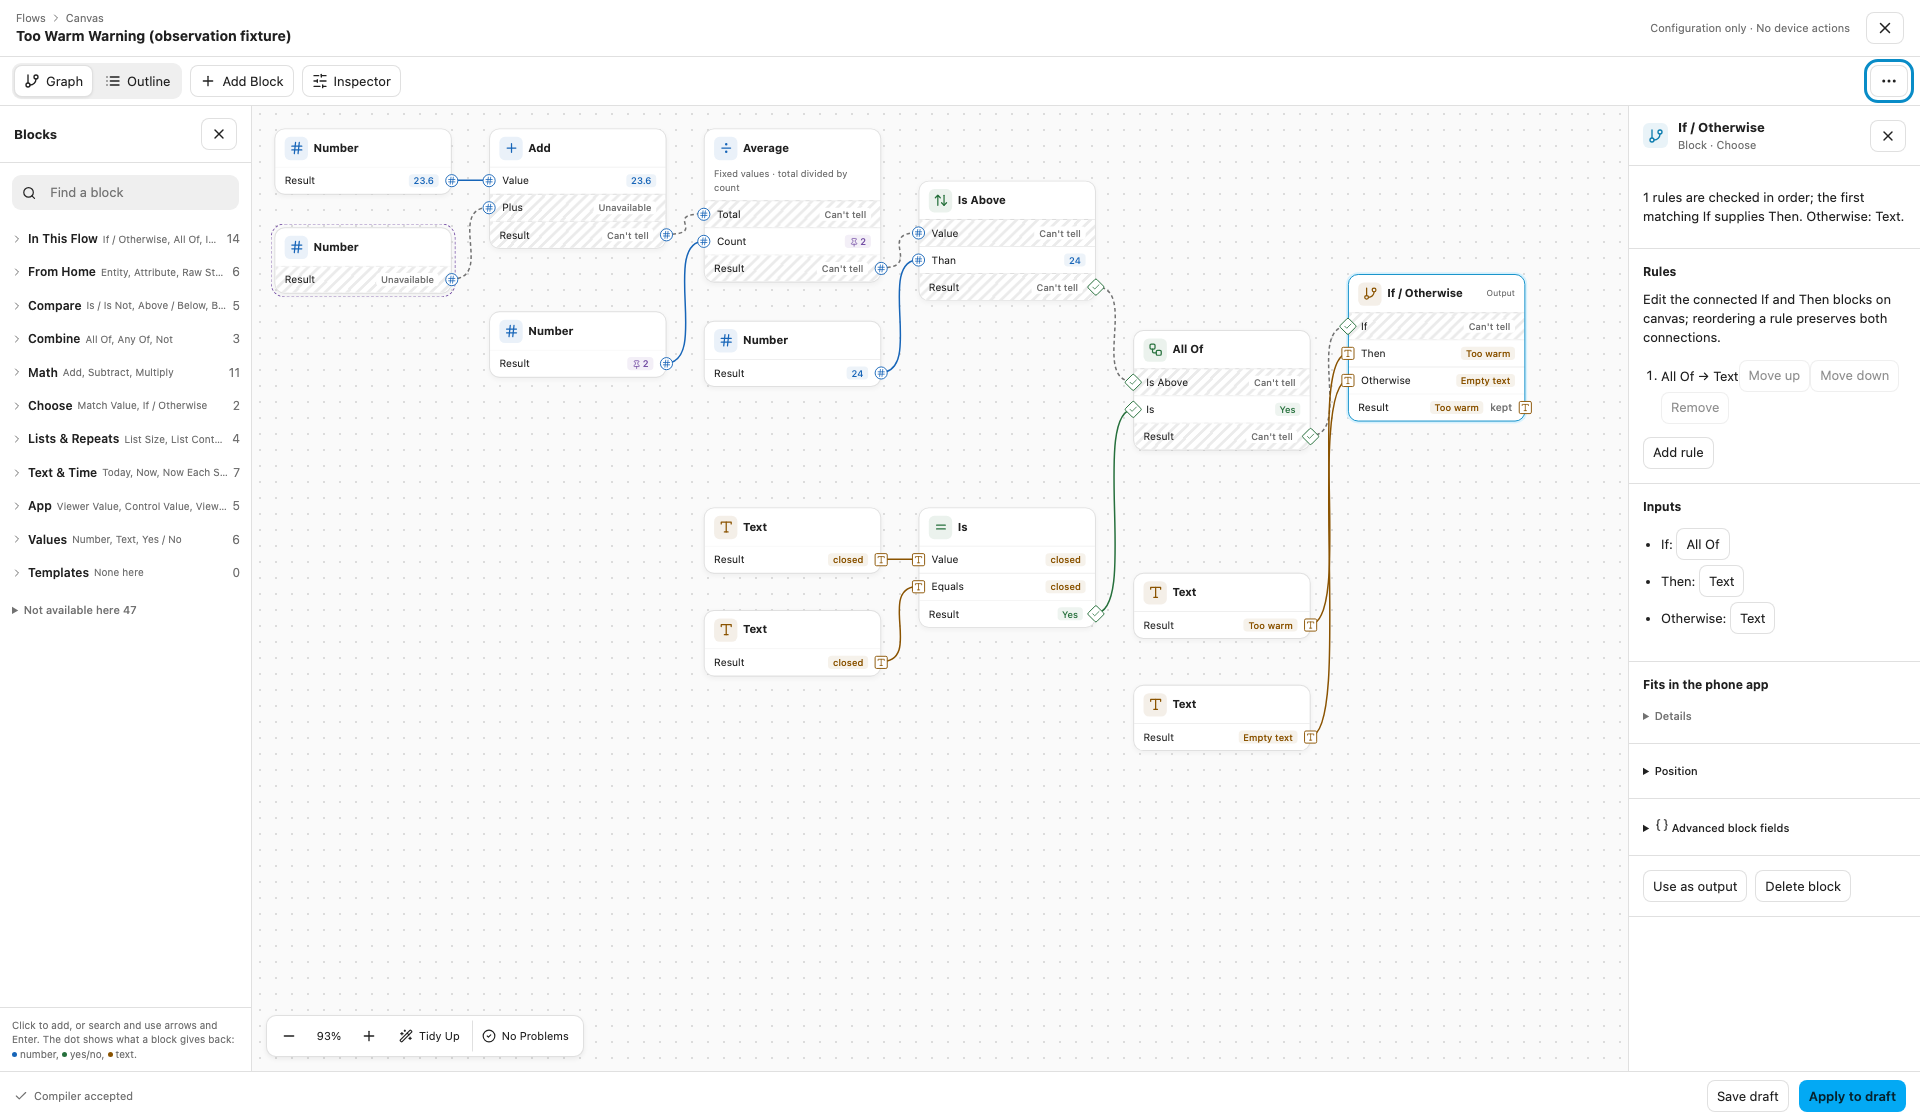 Flows > Canvas
Too Warm Warning (observation fixture)
Configuration only · No device actions
Graph
Outline
Add Block
Inspector
Blocks
Find a block
In This Flow If / Otherwise, All Of, I... 14
From Home Entity, Attribute, Raw St... 6
Compare Is / Is Not, Above / Below, B... 5
Combine All Of, Any Of, Not 3
Math Add, Subtract, Multiply 11
Choose Match Value, If / Otherwise 2
Lists & Repeats List Size, List Cont... 4
Text & Time Today, Now, Now Each S... 7
App Viewer Value, Control Value, View... 5
Values Number, Text, Yes / No 6
Templates None here 0
Not available here 47
Click to add, or search and use arrows and
Enter. The dot shows what a block gives back:
number, yes/no, text.
Number
Result 23.6
Number
Result Unavailable
Add
Value 23.6
Plus Unavailable
Result Can't tell
Number
Result 2
Average
Fixed values · total divided by
count
Total Can't tell
Count 2
Result Can't tell
Number
Result 24
Is Above
Value Can't tell
Than 24
Result Can't tell
All Of
Is Above Can't tell
Is Yes
Result Can't tell
If / Otherwise Output
If Can't tell
Then Too warm
Otherwise Empty text
Result Too warm kept
Text
Result closed
Text
Result closed
Is
Value closed
Equals closed
Result Yes
Text
Result Too warm
Text
Result Empty text
93%
Tidy Up
No Problems
If / Otherwise
Block · Choose
1 rules are checked in order; the first
matching If supplies Then. Otherwise: Text.
Rules
Edit the connected If and Then blocks on
canvas; reordering a rule preserves both
connections.
1. All Of → Text Move up Move down
Remove
Add rule
Inputs
• If: All Of
• Then: Text
• Otherwise: Text
Fits in the phone app
Details
Position
{ } Advanced block fields
Use as output
Delete block
Compiler accepted
Save draft
Apply to draft